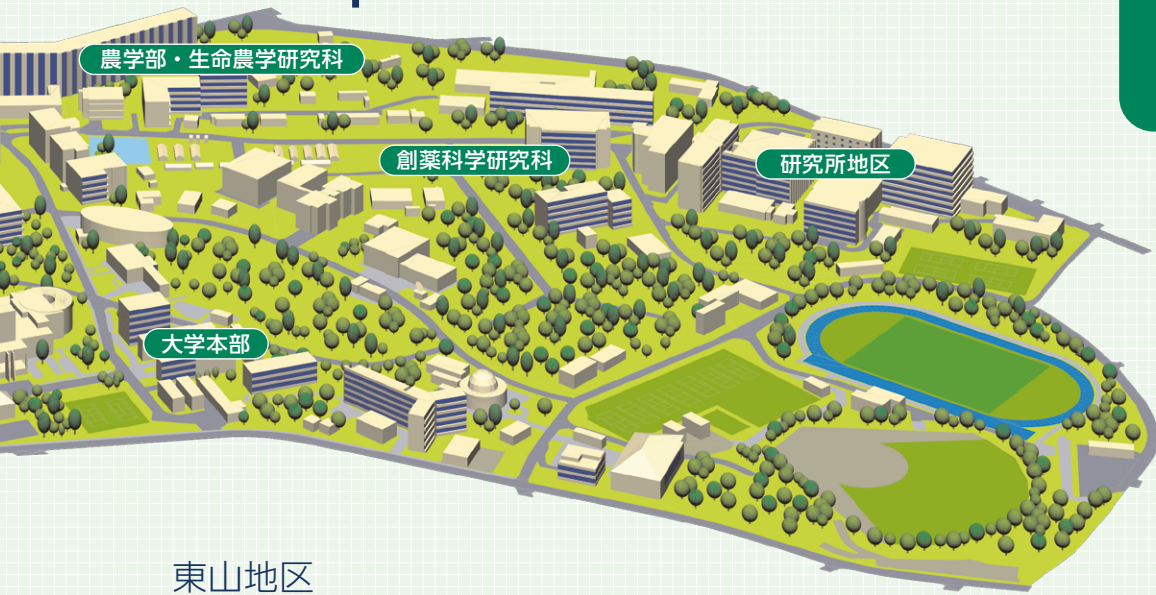 農学部・生命農学研究科
創薬科学研究科
研究所地区
大学本部
東山地区